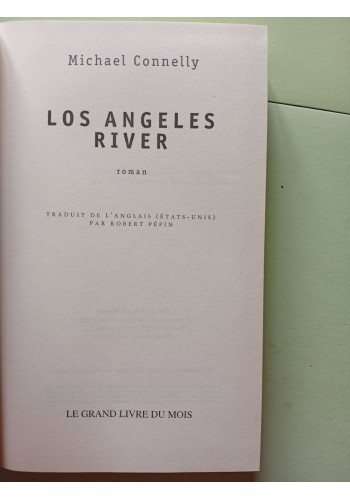 Michael Connelly
LOS ANGELES
RIVER
roman
TRADUIT DE L'ANGLAIS (ÉTATS-UNIS)
PAR ROBERT PÉPIN
LE GRAND LIVRE DU MOIS